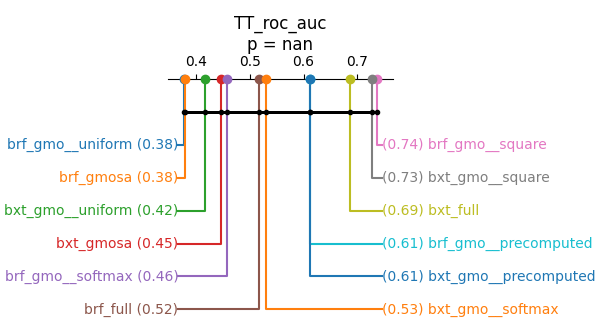 TT_roc_auc
p = nan
0.4 0.5 0.6 0.7
brf_gmo__uniform (0.38) (0.74) brf_gmo__square
brf_gmosa (0.38) (0.73) bxt_gmo__square
bxt_gmo__uniform (0.42) (0.69) bxt_full
bxt_gmosa (0.45) (0.61) brf_gmo__precomputed
brf_gmo__softmax (0.46) (0.61) bxt_gmo__precomputed
brf_full (0.52) (0.53) bxt_gmo__softmax